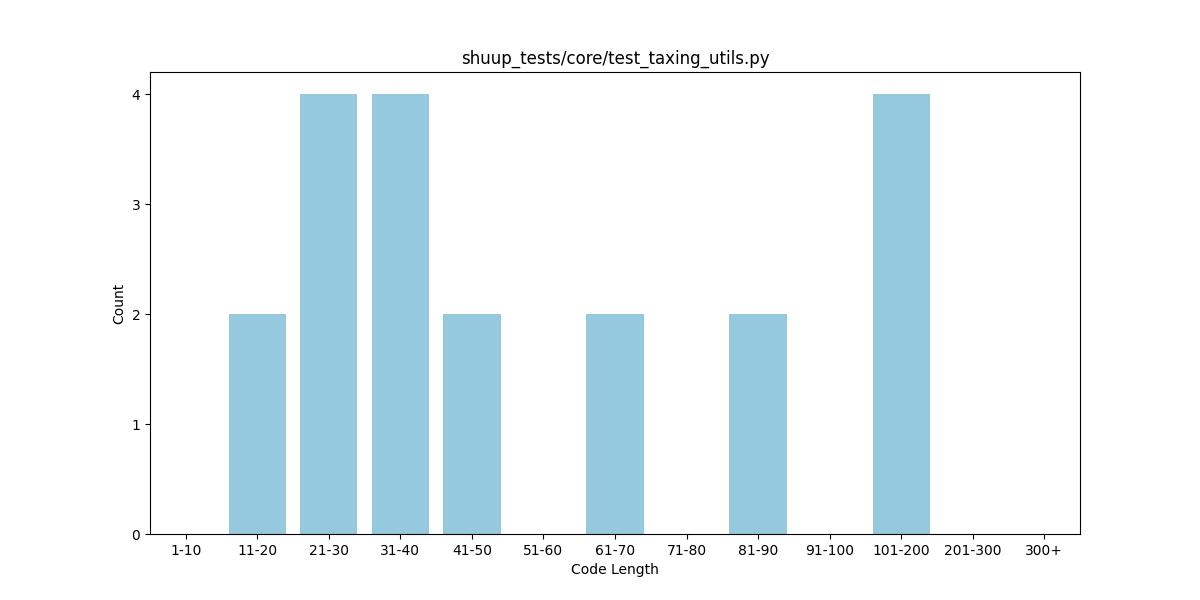 shuup_tests/core/test_taxing_utils.py
4
3
2
1
0
Count
1-10 11-20 21-30 31-40 41-50 51-60 61-70 71-80 81-90 91-100 101-200 201-300 300+
Code Length